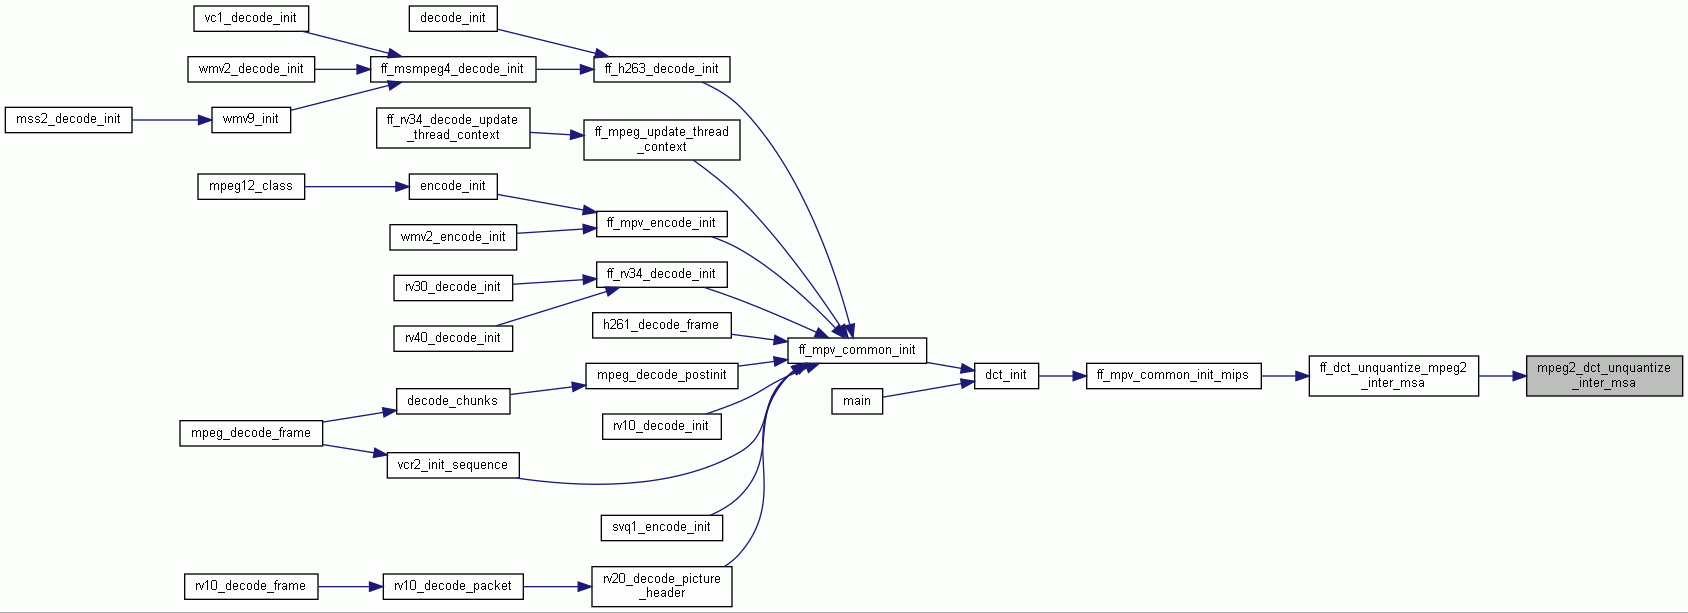 vc1_decode_init
decode_init
wmv2_decode_init
ff_msmpeg4_decode_init
ff_h263_decode_init
mss2_decode_init
wmv9_init
ff_rv34_decode_update
_thread_context
ff_mpeg_update_thread
_context
mpeg12_class
encode_init
ff_mpv_encode_init
wmv2_encode_init
rv30_decode_init
ff_rv34_decode_init
rv40_decode_init
h261_decode_frame
ff_mpv_common_init
mpeg_decode_postinit
dct_init
ff_mpv_common_init_mips
ff_dct_unquantize_mpeg2
_inter_msa
mpeg2_dct_unquantize
_inter_msa
decode_chunks
main
rv10_decode_init
mpeg_decode_frame
vcr2_init_sequence
svq1_encode_init
rv10_decode_frame
rv10_decode_packet
rv20_decode_picture
_header